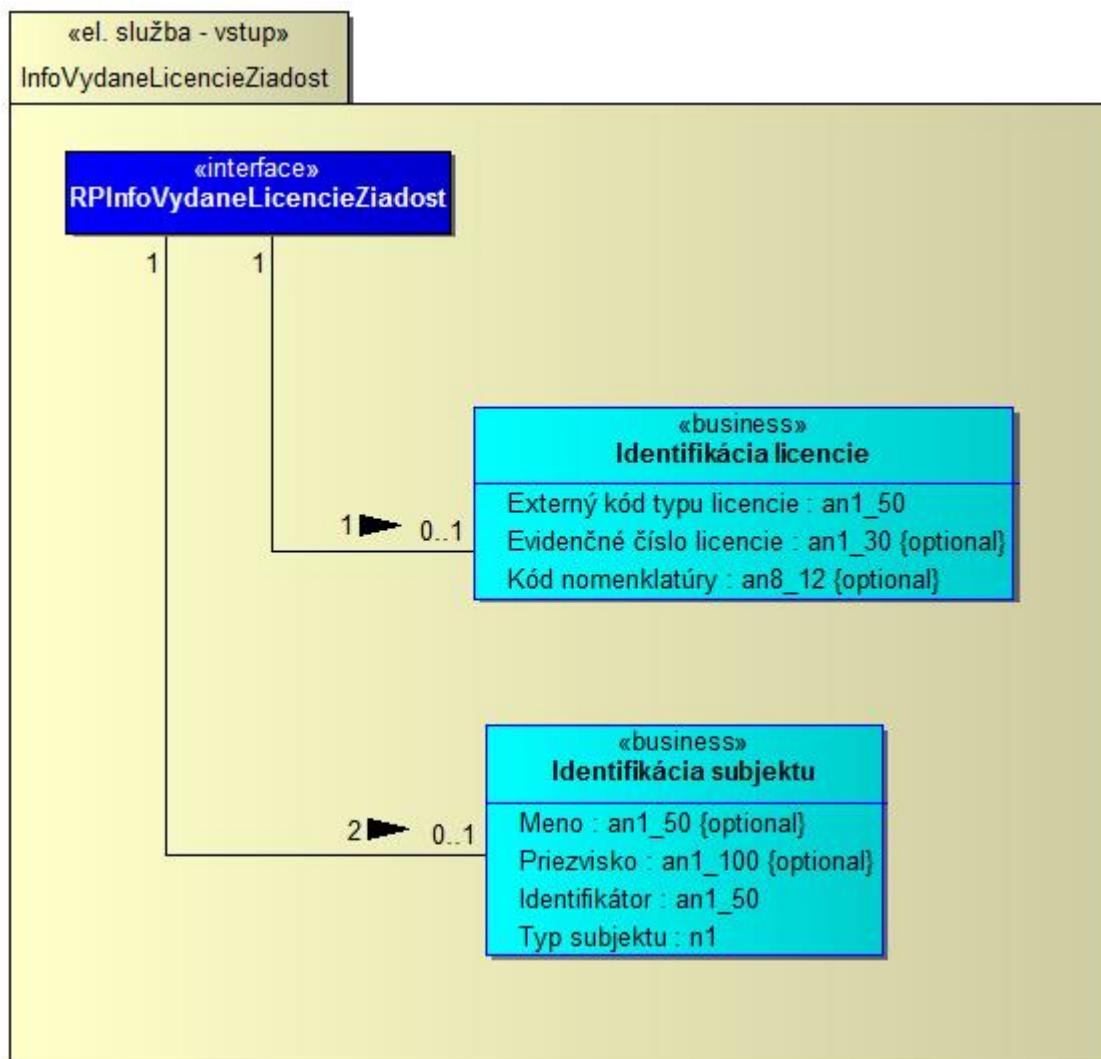 «el. služba - vstup»
InfoVydaneLicencieZiadost
«interface»
RPInfoVydaneLicencieZiadost
1
1
«business»
Identifikácia licencie
Externý kód typu licencie : an1_50
1 0..1
Evidenčné číslo licencie : an1_30 {optional}
Kód nomenklatúry : an8_12 {optional}
«business»
Identifikácia subjektu
Meno : an1_50 {optional}
2 0..1
Priezvisko : an1_100 {optional}
Identifikátor : an1_50
Typ subjektu : n1